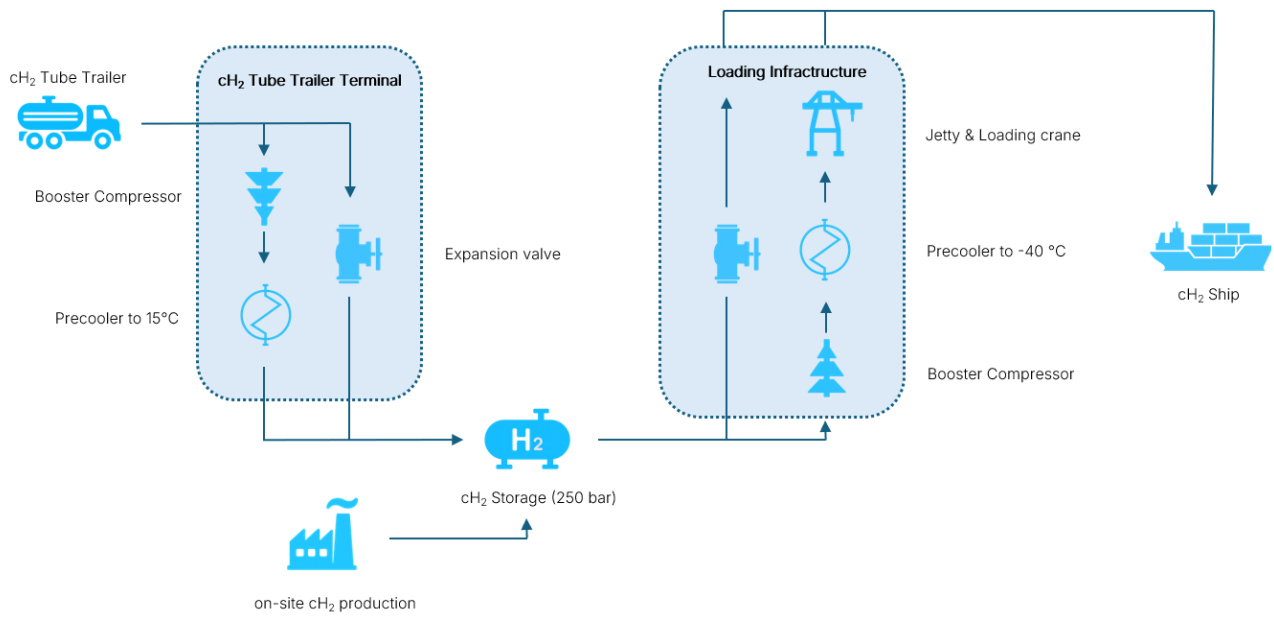 cH₂ Tube Trailer
cH₂ Tube Trailer Terminal
Booster Compressor
Expansion valve
Precooler to 15°C
H₂
cH₂ Storage (250 bar)
on-site cH₂ production
Loading Infractructure
Jetty & Loading crane
Precooler to -40 °C
Booster Compressor
cH₂ Ship